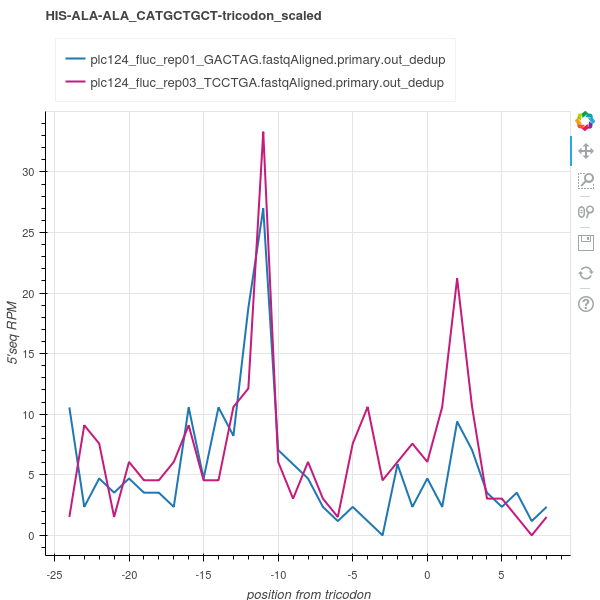 HIS-ALA-ALA_CATGCTGCT-tricodon_scaled
plc124_fluc_rep01_GACTAG.fastqAligned.primary.out_dedup
plc124_fluc_rep03_TCCTGA.fastqAligned.primary.out_dedup
30
25
20
15
10
5
0
5'seq RPM
-25 -20 -15 -10 -5 0 5
position from tricodon